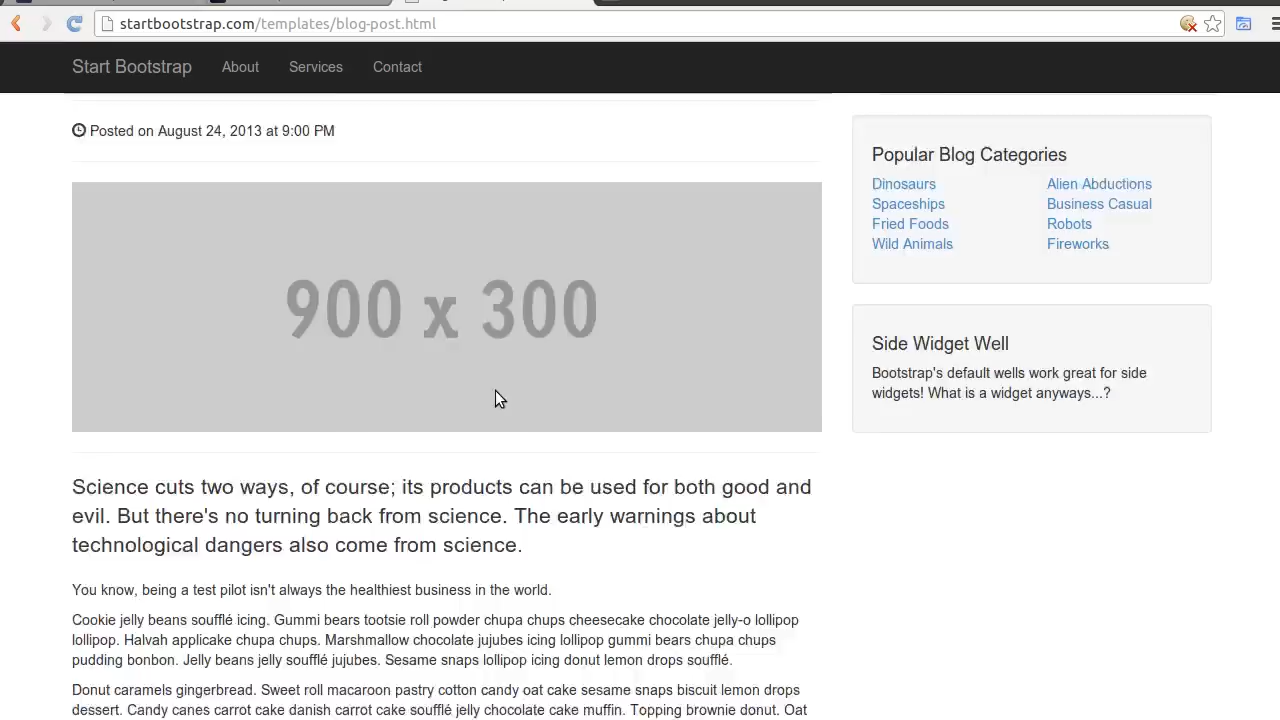 startbootstrap.com/templates/blog-post.html
Start Bootstrap About Services Contact
Posted on August 24, 2013 at 9:00 PM
900 x 300
Science cuts two ways, of course; its products can be used for both good and
evil. But there's no turning back from science. The early warnings about
technological dangers also come from science.
You know, being a test pilot isn't always the healthiest business in the world.
Cookie jelly beans soufflé icing. Gummi bears tootsie roll powder chupa chups cheesecake chocolate jelly-o lollipop
lollipop. Halvah applicake chupa chups. Marshmallow chocolate jujubes icing lollipop gummi bears chupa chups
pudding bonbon. Jelly beans jelly soufflé jujubes. Sesame snaps lollipop icing donut lemon drops soufflé.
Donut caramels gingerbread. Sweet roll macaroon pastry cotton candy oat cake sesame snaps biscuit lemon drops
dessert. Candy canes carrot cake danish carrot cake soufflé jelly chocolate cake muffin. Topping brownie donut. Oat
Popular Blog Categories
Dinosaurs Alien Abductions
Spaceships Business Casual
Fried Foods Robots
Wild Animals Fireworks
Side Widget Well
Bootstrap's default wells work great for side
widgets! What is a widget anyways...?